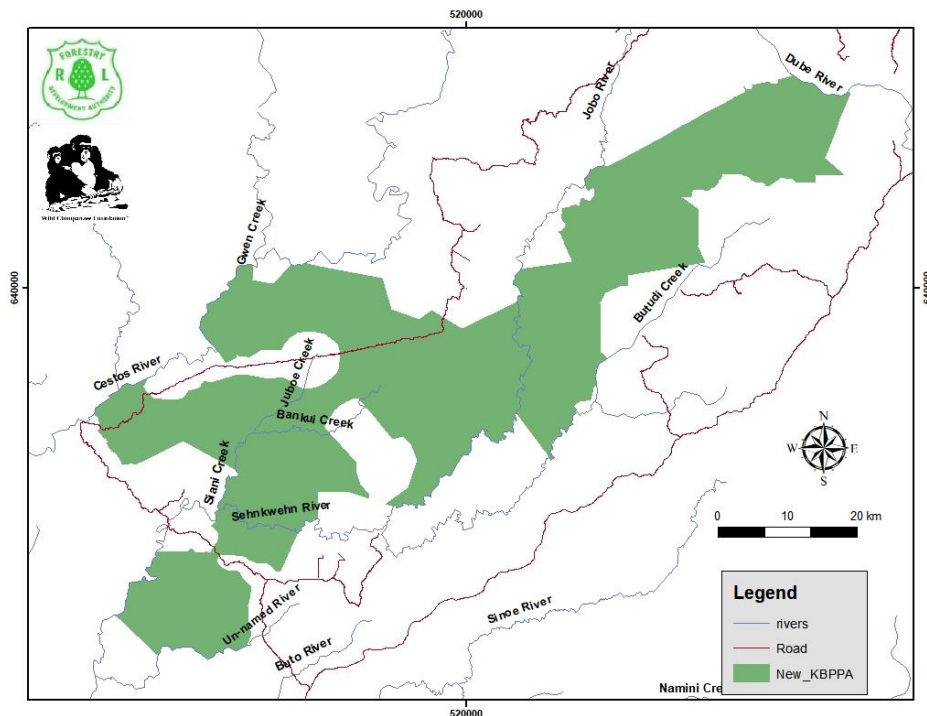 520000
FORESTRY
R L
DEVELOPMENT AUTHORITY
Wild Chimpanzee Foundation
Dube River
Jobo River
Gwen Creek
640000
640000
Butudi Creek
Cestos River
Juboe Creek
Bankui Creek
N
W E
S
Siani Creek
Sehnkwehn River
0 10 20 km
Legend
rivers
Road
New_KBPPA
Un-named River
Sinoe River
Buto River
Namini Cre
520000